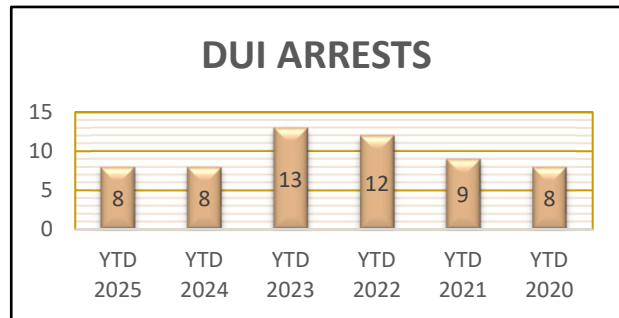 DUI ARRESTS
15
10
5
0
8
8
13
12
9
8
YTD 2025
YTD 2024
YTD 2023
YTD 2022
YTD 2021
YTD 2020